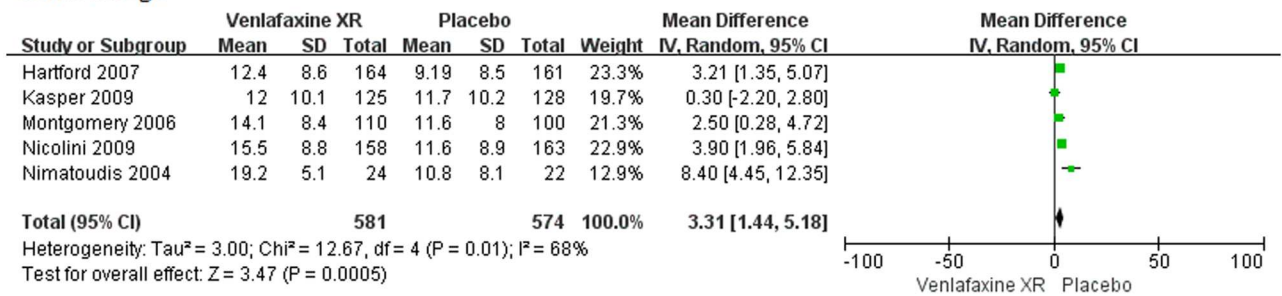 Venlafaxine XR Placebo Mean Difference Mean Difference
Study or Subgroup Mean SD Total Mean SD Total Weight IV, Random, 95% CI IV, Random, 95% CI
Hartford 2007 12.4 8.6 164 9.19 8.5 161 23.3% 3.21 [1.35, 5.07]
Kasper 2009 12 10.1 125 11.7 10.2 128 19.7% 0.30 [-2.20, 2.80]
Montgomery 2006 14.1 8.4 110 11.6 8 100 21.3% 2.50 [0.28, 4.72]
Nicolini 2009 15.5 8.8 158 11.6 8.9 163 22.9% 3.90 [1.96, 5.84]
Nimatoudis 2004 19.2 5.1 24 10.8 8.1 22 12.9% 8.40 [4.45, 12.35]
Total (95% CI) 581 574 100.0% 3.31 [1.44, 5.18]
Heterogeneity: Tau² = 3.00; Chi² = 12.67, df = 4 (P = 0.01); I² = 68%
Test for overall effect: Z = 3.47 (P = 0.0005)
-100 -50 0 50 100
Venlafaxine XR Placebo